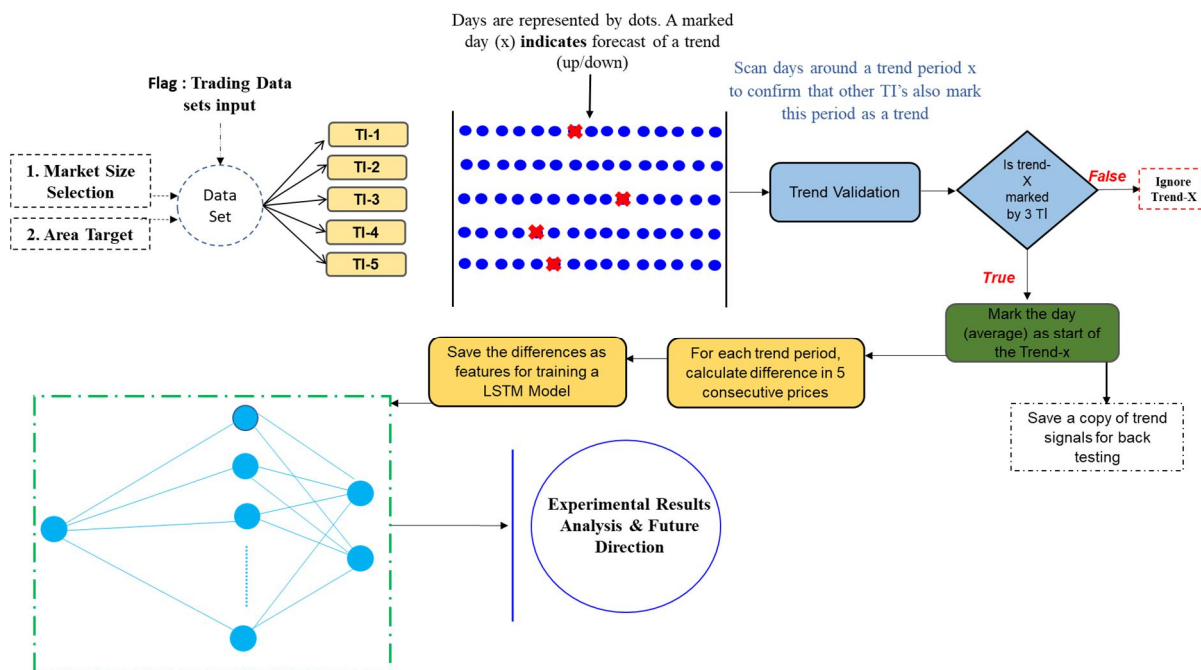 Days are represented by dots. A marked
day (x) indicates forecast of a trend
(up/down)
Flag : Trading Data
sets input
Scan days around a trend period x
to confirm that other TI's also mark
this period as a trend
1. Market Size
Selection
2. Area Target
Data
Set
TI-1
TI-2
TI-3
TI-4
TI-5
Trend Validation
Is trend-
X
marked
by 3 TI
False
Ignore
Trend-X
True
Mark the day
(average) as start of
the Trend-x
For each trend period,
calculate difference in 5
consecutive prices
Save the differences as
features for training a
LSTM Model
Save a copy of trend
signals for back
testing
Experimental Results
Analysis & Future
Direction